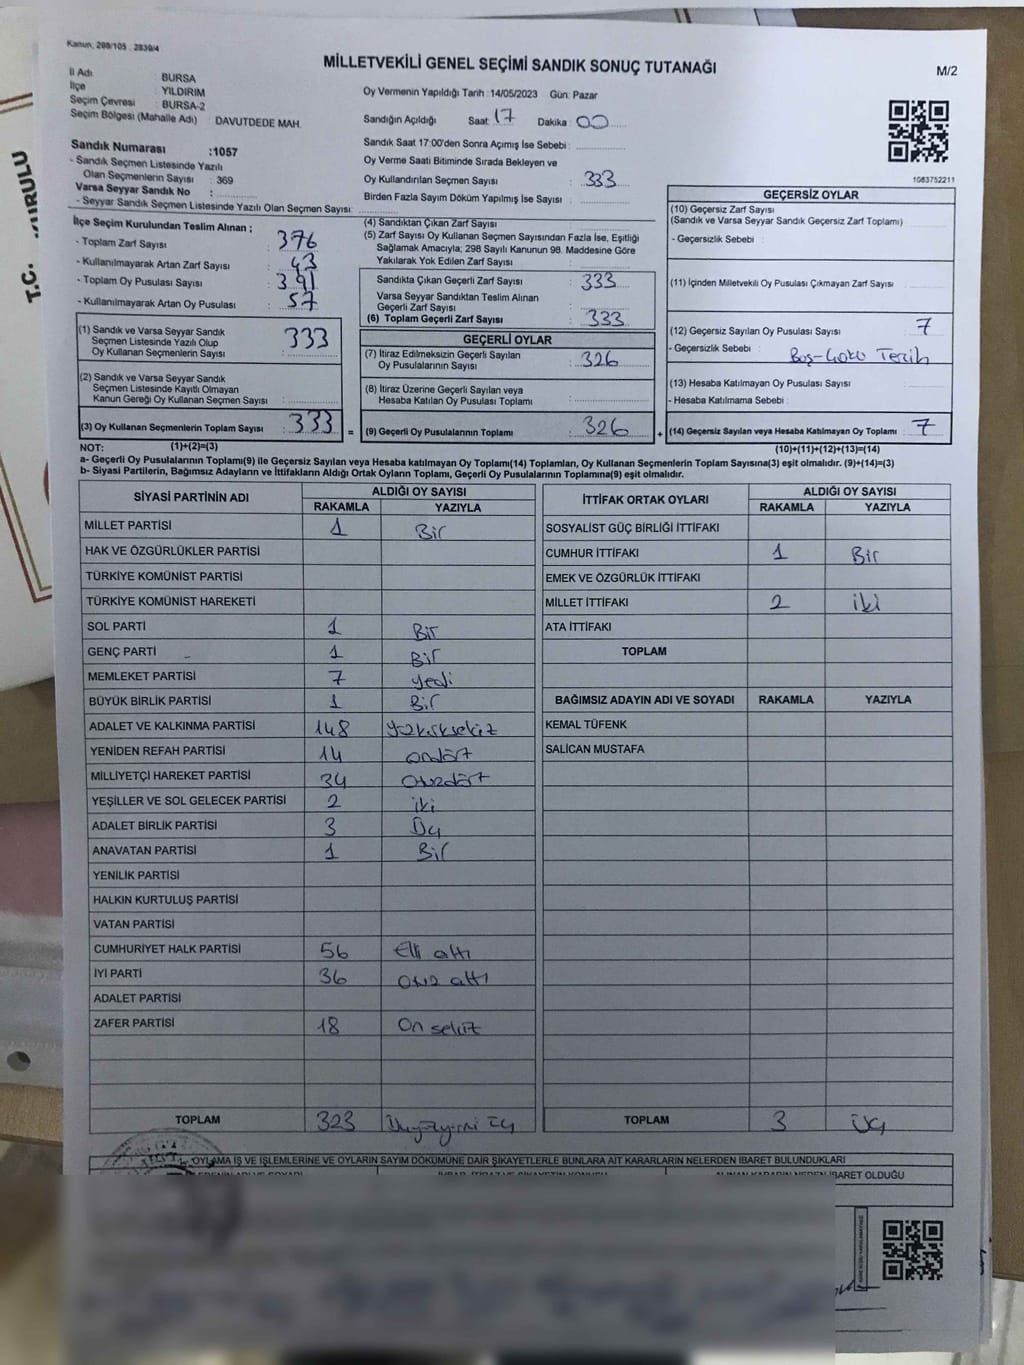 Kanun, 298/105 . 2839/4
MİLLETVEKİLİ GENEL SEÇİMİ SANDIK SONUÇ TUTANAĞI
M/2
T.C.
İl Adı BURSA
İlçe : YILDIRIM
Seçim Çevresi : BURSA-2
Seçim Bölgesi (Mahalle Adı) : DAVUTDEDE MAH.
Oy Vermenin Yapıldığı Tarih : 14/05/2023 Gün: Pazar
Sandığın Açıldığı Saat: 17 Dakika : 00
Sandık Saat 17:00'den Sonra Açımış İse Sebebi :
Sandık Numarası :1057
- Sandık Seçmen Listesinde Yazılı
Olan Seçmenlerin Sayısı : 369
Varsa Seyyar Sandık No :
- Seyyar Sandık Seçmen Listesinde Yazılı Olan Seçmen Sayısı:
Oy Verme Saati Bitiminde Sırada Bekleyen ve
Oy Kullandırılan Seçmen Sayısı : 333
Birden Fazla Sayım Döküm Yapılmış İse Sayısı :
1083752211
İlçe Seçim Kurulundan Teslim Alınan ;
- Toplam Zarf Sayısı : 376
- Kullanılmayarak Artan Zarf Sayısı : 43
- Toplam Oy Pusulası Sayısı : 391
- Kullanılmayarak Artan Oy Pusulası : 57
(1) Sandık ve Varsa Seyyar Sandık
Seçmen Listesinde Yazılı Olup
Oy Kullanan Seçmenlerin Sayısı : 333
(2) Sandık ve Varsa Seyyar Sandık
Seçmen Listesinde Kayıtlı Olmayan
Kanun Gereği Oy Kullanan Seçmen Sayısı :
(3) Oy Kullanan Seçmenlerin Toplam Sayısı : 333 =
(4) Sandıktan Çıkan Zarf Sayısı :
(5) Zarf Sayısı Oy Kullanan Seçmen Sayısından Fazla İse, Eşitliği
Sağlamak Amacıyla; 298 Sayılı Kanunun 98. Maddesine Göre
Yakılarak Yok Edilen Zarf Sayısı :
Sandıkta Çıkan Geçerli Zarf Sayısı : 333
Varsa Seyyar Sandıktan Teslim Alınan
Geçerli Zarf Sayısı :
(6) Toplam Geçerli Zarf Sayısı : 333
GEÇERLİ OYLAR
(7) İtiraz Edilmeksizin Geçerli Sayılan
Oy Pusulalarının Sayısı : 326
(8) İtiraz Üzerine Geçerli Sayılan veya
Hesaba Katılan Oy Pusulası Toplamı :
(9) Geçerli Oy Pusulalarının Toplamı : 326 +
GEÇERSİZ OYLAR
(10) Geçersiz Zarf Sayısı
(Sandık ve Varsa Seyyar Sandık Geçersiz Zarf Toplamı) :
- Geçersizlik Sebebi :
(11) İçinden Milletvekili Oy Pusulası Çıkmayan Zarf Sayısı :
(12) Geçersiz Sayılan Oy Pusulası Sayısı : 7
- Geçersizlik Sebebi : Boş-Çoklu Tercih
(13) Hesaba Katılmayan Oy Pusulası Sayısı :
- Hesaba Katılmama Sebebi :
(14) Geçersiz Sayılan veya Hesaba Katılmayan Oy Toplamı : 7
NOT: (1)+(2)=(3) (10)+(11)+(12)+(13)=(14)
a- Geçerli Oy Pusulalarının Toplamı(9) ile Geçersiz Sayılan veya Hesaba katılmayan Oy Toplamı(14) Toplamları, Oy Kullanan Seçmenlerin Toplam Sayısına(3) eşit olmalıdır. (9)+(14)=(3)
b- Siyasi Partilerin, Bağımsız Adayların ve İttifakların Aldığı Ortak Oyların Toplamı, Geçerli Oy Pusulalarının Toplamına(9) eşit olmalıdır.
SİYASİ PARTİNİN ADI ALDIĞI OY SAYISI
RAKAMLA YAZIYLA
MİLLET PARTİSİ 1 Bir
HAK VE ÖZGÜRLÜKLER PARTİSİ
TÜRKİYE KOMÜNİST PARTİSİ
TÜRKİYE KOMÜNİST HAREKETİ
SOL PARTİ 1 Bir
GENÇ PARTİ 1 Bir
MEMLEKET PARTİSİ 7 yedi
BÜYÜK BİRLİK PARTİSİ 1 Bir
ADALET VE KALKINMA PARTİSİ 148 yüzkırksekiz
YENİDEN REFAH PARTİSİ 14 ondört
MİLLİYETÇİ HAREKET PARTİSİ 34 otuzdört
YEŞİLLER VE SOL GELECEK PARTİSİ 2 iki
ADALET BİRLİK PARTİSİ 3 Üç
ANAVATAN PARTİSİ 1 Bir
YENİLİK PARTİSİ
HALKIN KURTULUŞ PARTİSİ
VATAN PARTİSİ
CUMHURİYET HALK PARTİSİ 56 Elli altı
İYİ PARTİ 36 Otuz altı
ADALET PARTİSİ
ZAFER PARTİSİ 18 On sekiz
TOPLAM 323 Üçyüzyirmi üç
İTTİFAK ORTAK OYLARI ALDIĞI OY SAYISI
RAKAMLA YAZIYLA
SOSYALİST GÜÇ BİRLİĞİ İTTİFAKI
CUMHUR İTTİFAKI 1 Bir
EMEK VE ÖZGÜRLÜK İTTİFAKI
MİLLET İTTİFAKI 2 iki
ATA İTTİFAKI
TOPLAM
BAĞIMSIZ ADAYIN ADI VE SOYADI RAKAMLA YAZIYLA
KEMAL TÜFENK
SALİCAN MUSTAFA
TOPLAM 3 üç
OYLAMA İŞ VE İŞLEMLERİNE VE OYLARIN SAYIM DÖKÜMÜNE DAİR ŞİKAYETLERLE BUNLARA AİT KARARLARIN NELERDEN İBARET BULUNDUKLARI
ALINAN KARARIN NEDEN İBARET OLDUĞU